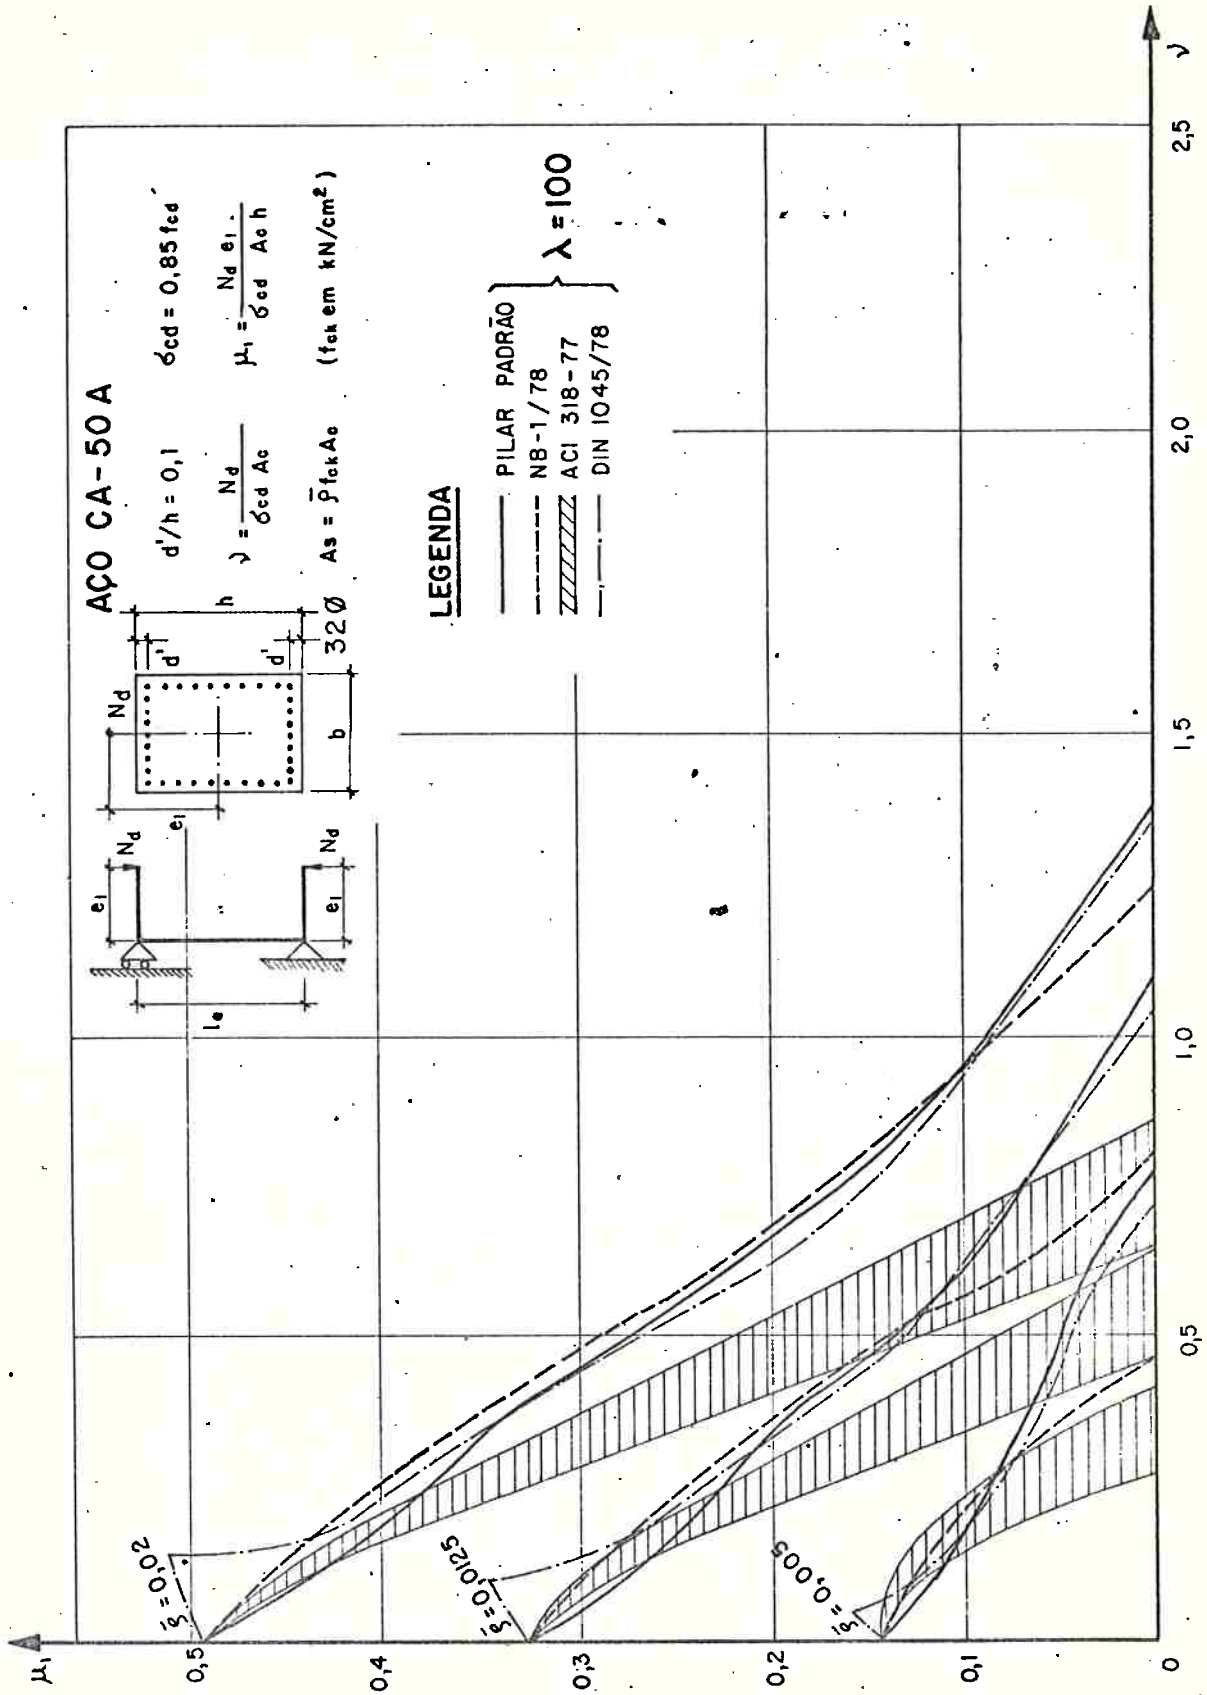 AÇO CA-50A
d'/h = 0,1
σcd = 0,85 fcd
ν = Nd / σcd Ac
μ₁ = Nd e₁ / σcd Ac h
As = ρ̄ fck Ac (fck em kN/cm²)
Nd
e₁
Nd
e₁
le
Nd
e₁
d'
d'
h
b
32Ø
LEGENDA
PILAR PADRÃO
NB-1/78
ACI 318-77
DIN 1045/78
λ = 100
μ₁
0,5
0,4
0,3
0,2
0,1
0
0,5
1,0
1,5
2,0
2,5
ν
ρ̄=0,02
ρ̄=0,0125
ρ̄=0,005